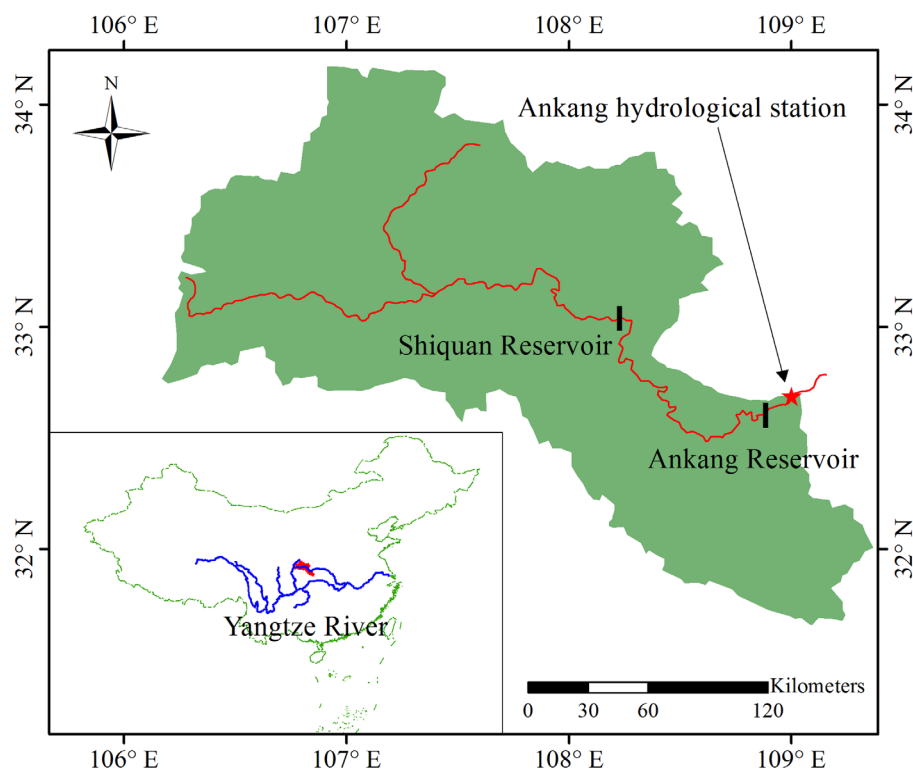 106° E 107° E 108° E 109° E
N
34° N
34° N
Ankang hydrological station
33° N
33° N
Shiquan Reservoir
Ankang Reservoir
32° N
32° N
Yangtze River
Kilometers
0 30 60 120
106° E 107° E 108° E 109° E